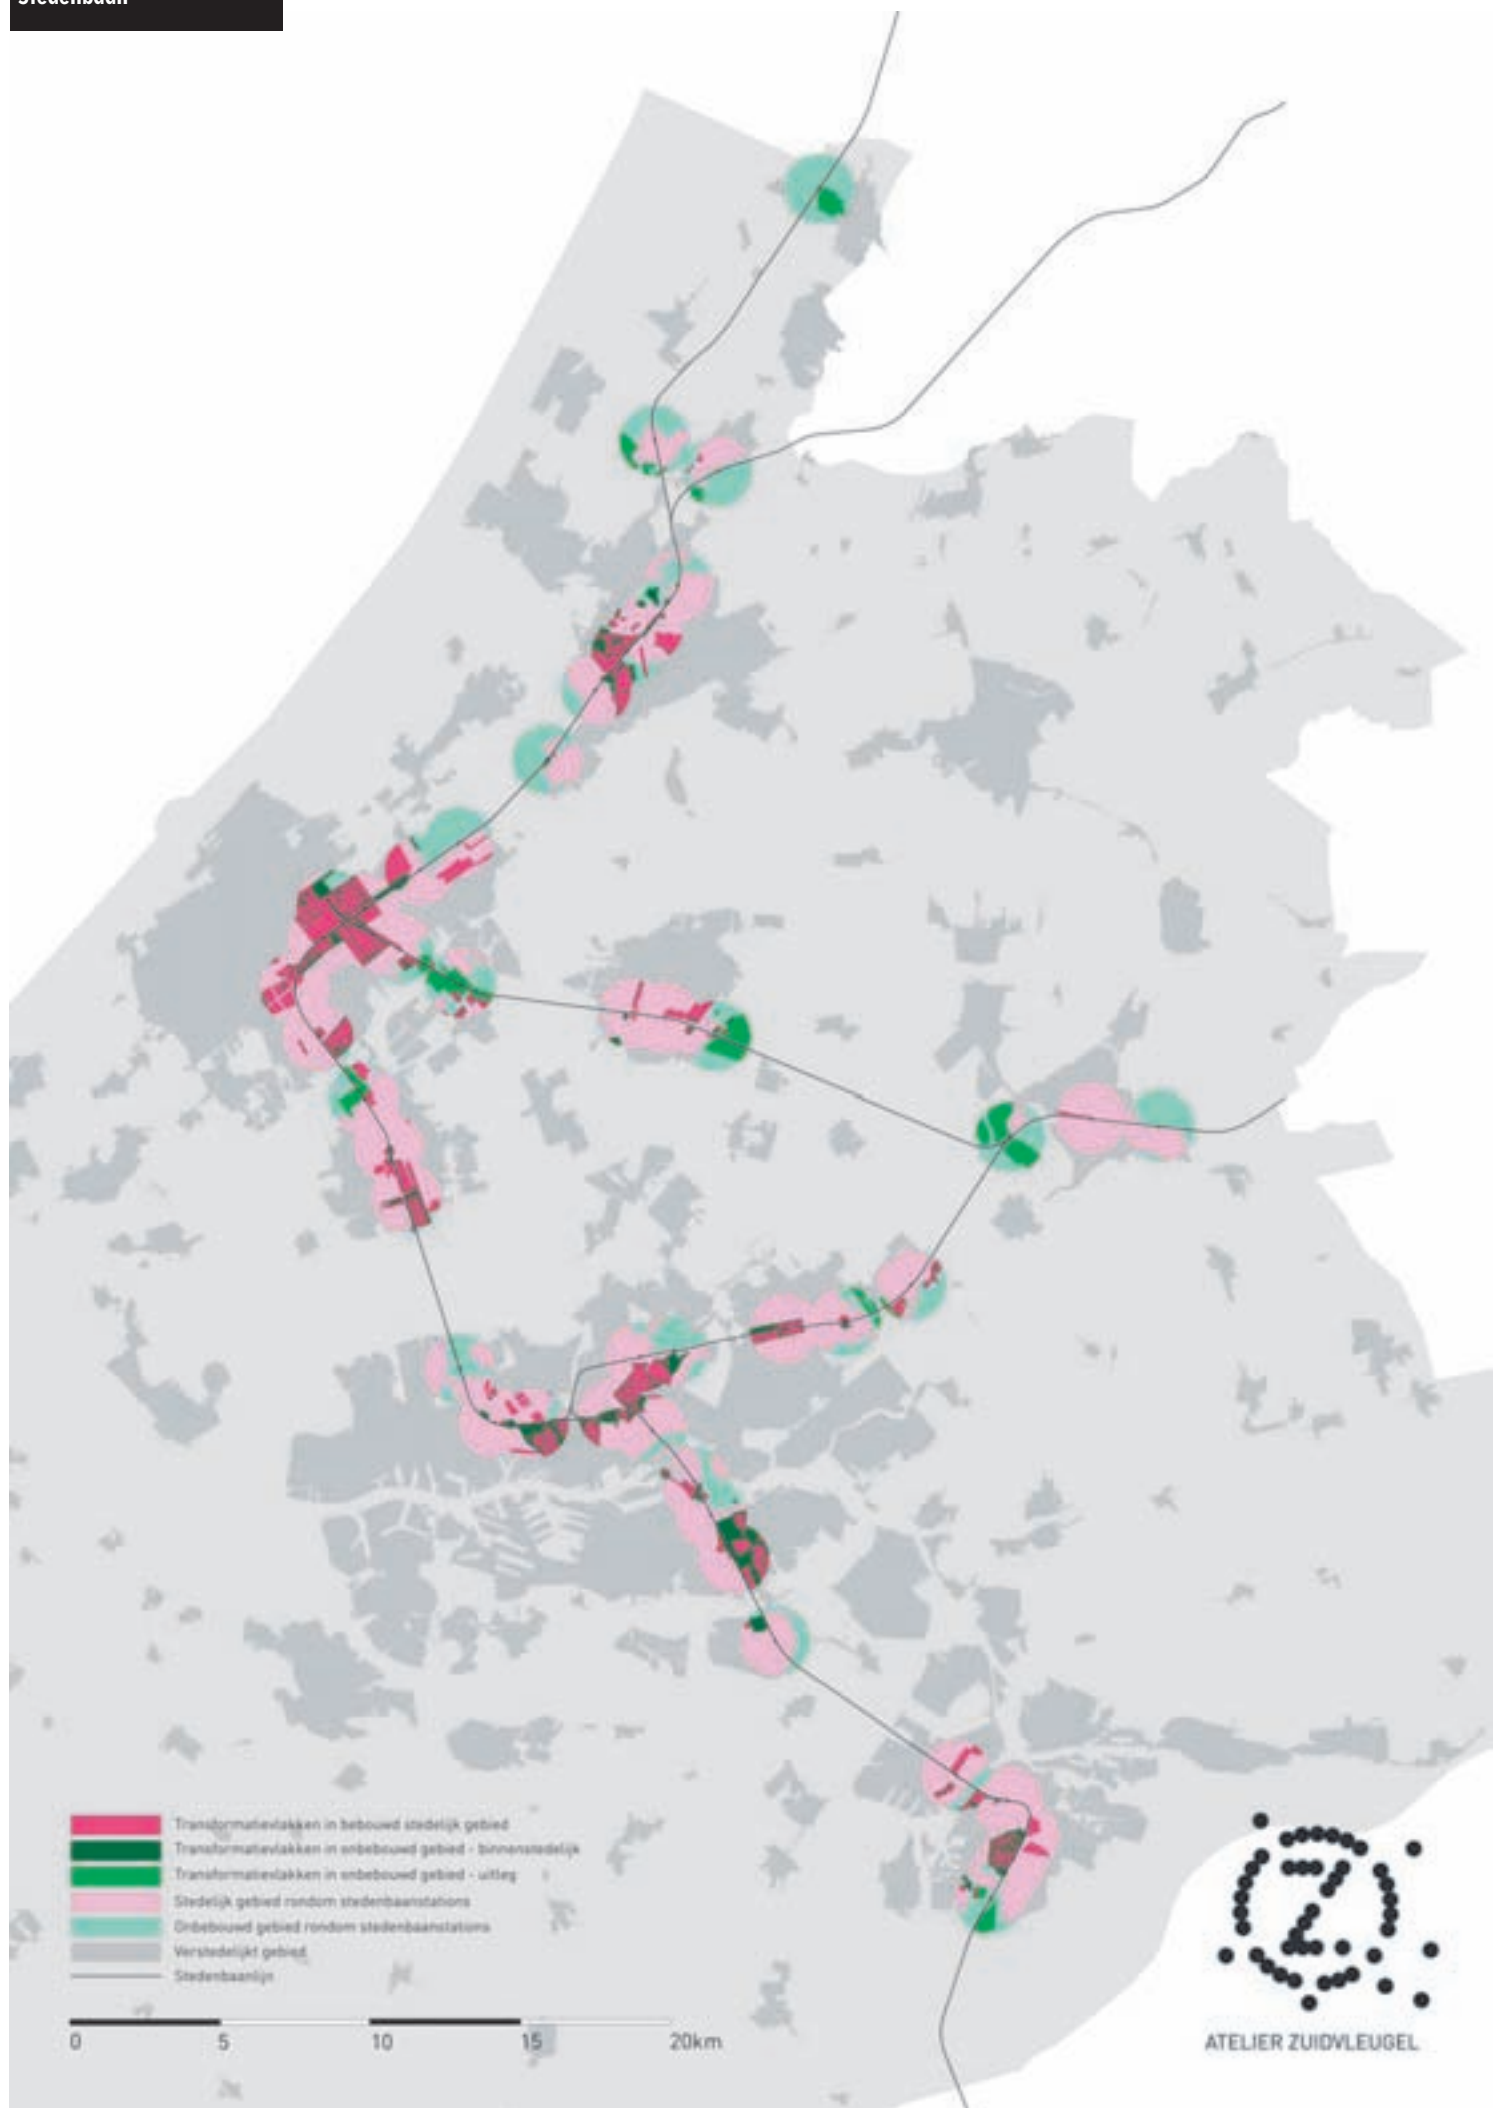 Stedenbaan
Transformatievlakken in bebouwd stedelijk gebied
Transformatievlakken in onbebouwd gebied - binnenstedelijk
Transformatievlakken in onbebouwd gebied - uitleg
Stedelijk gebied rondom stedenbaanstations
Onbebouwd gebied rondom stedenbaanstations
Verstedelijkt gebied
Stedenbaanlijn
0 5 10 15 20km
Z
ATELIER ZUIDVLEUGEL